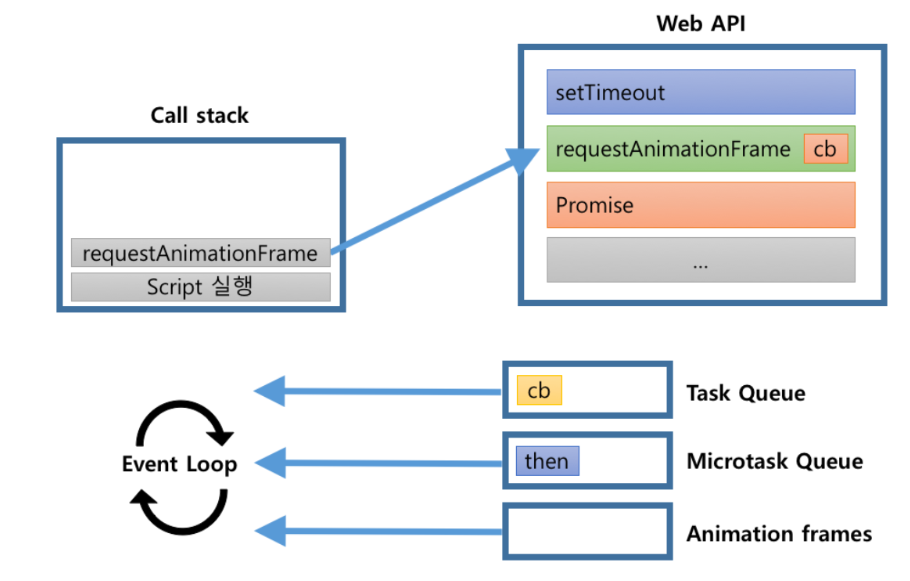 Web API
setTimeout
requestAnimationFrame cb
Promise
...
Call stack
requestAnimationFrame
Script 실행
cb
Task Queue
Event Loop
then
Microtask Queue
Animation frames